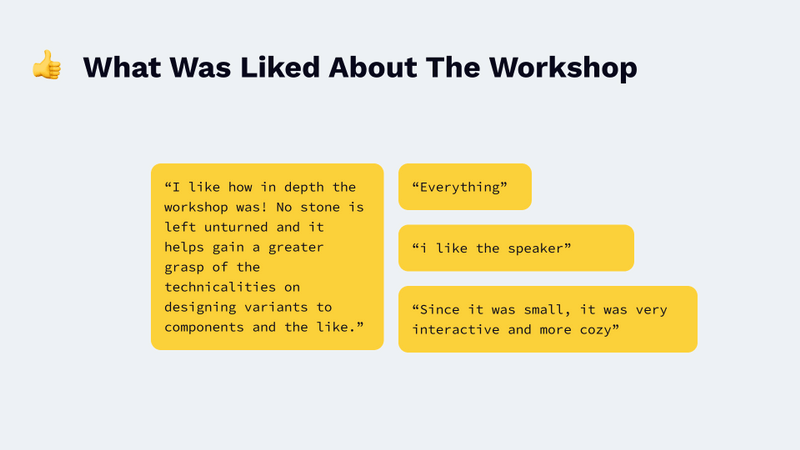 What Was Liked About The Workshop
“I like how in depth the
workshop was! No stone is
left unturned and it
helps gain a greater
grasp of the
technicalities on
designing variants to
components and the like.”
“Everything”
“i like the speaker”
“Since it was small, it was very
interactive and more cozy”